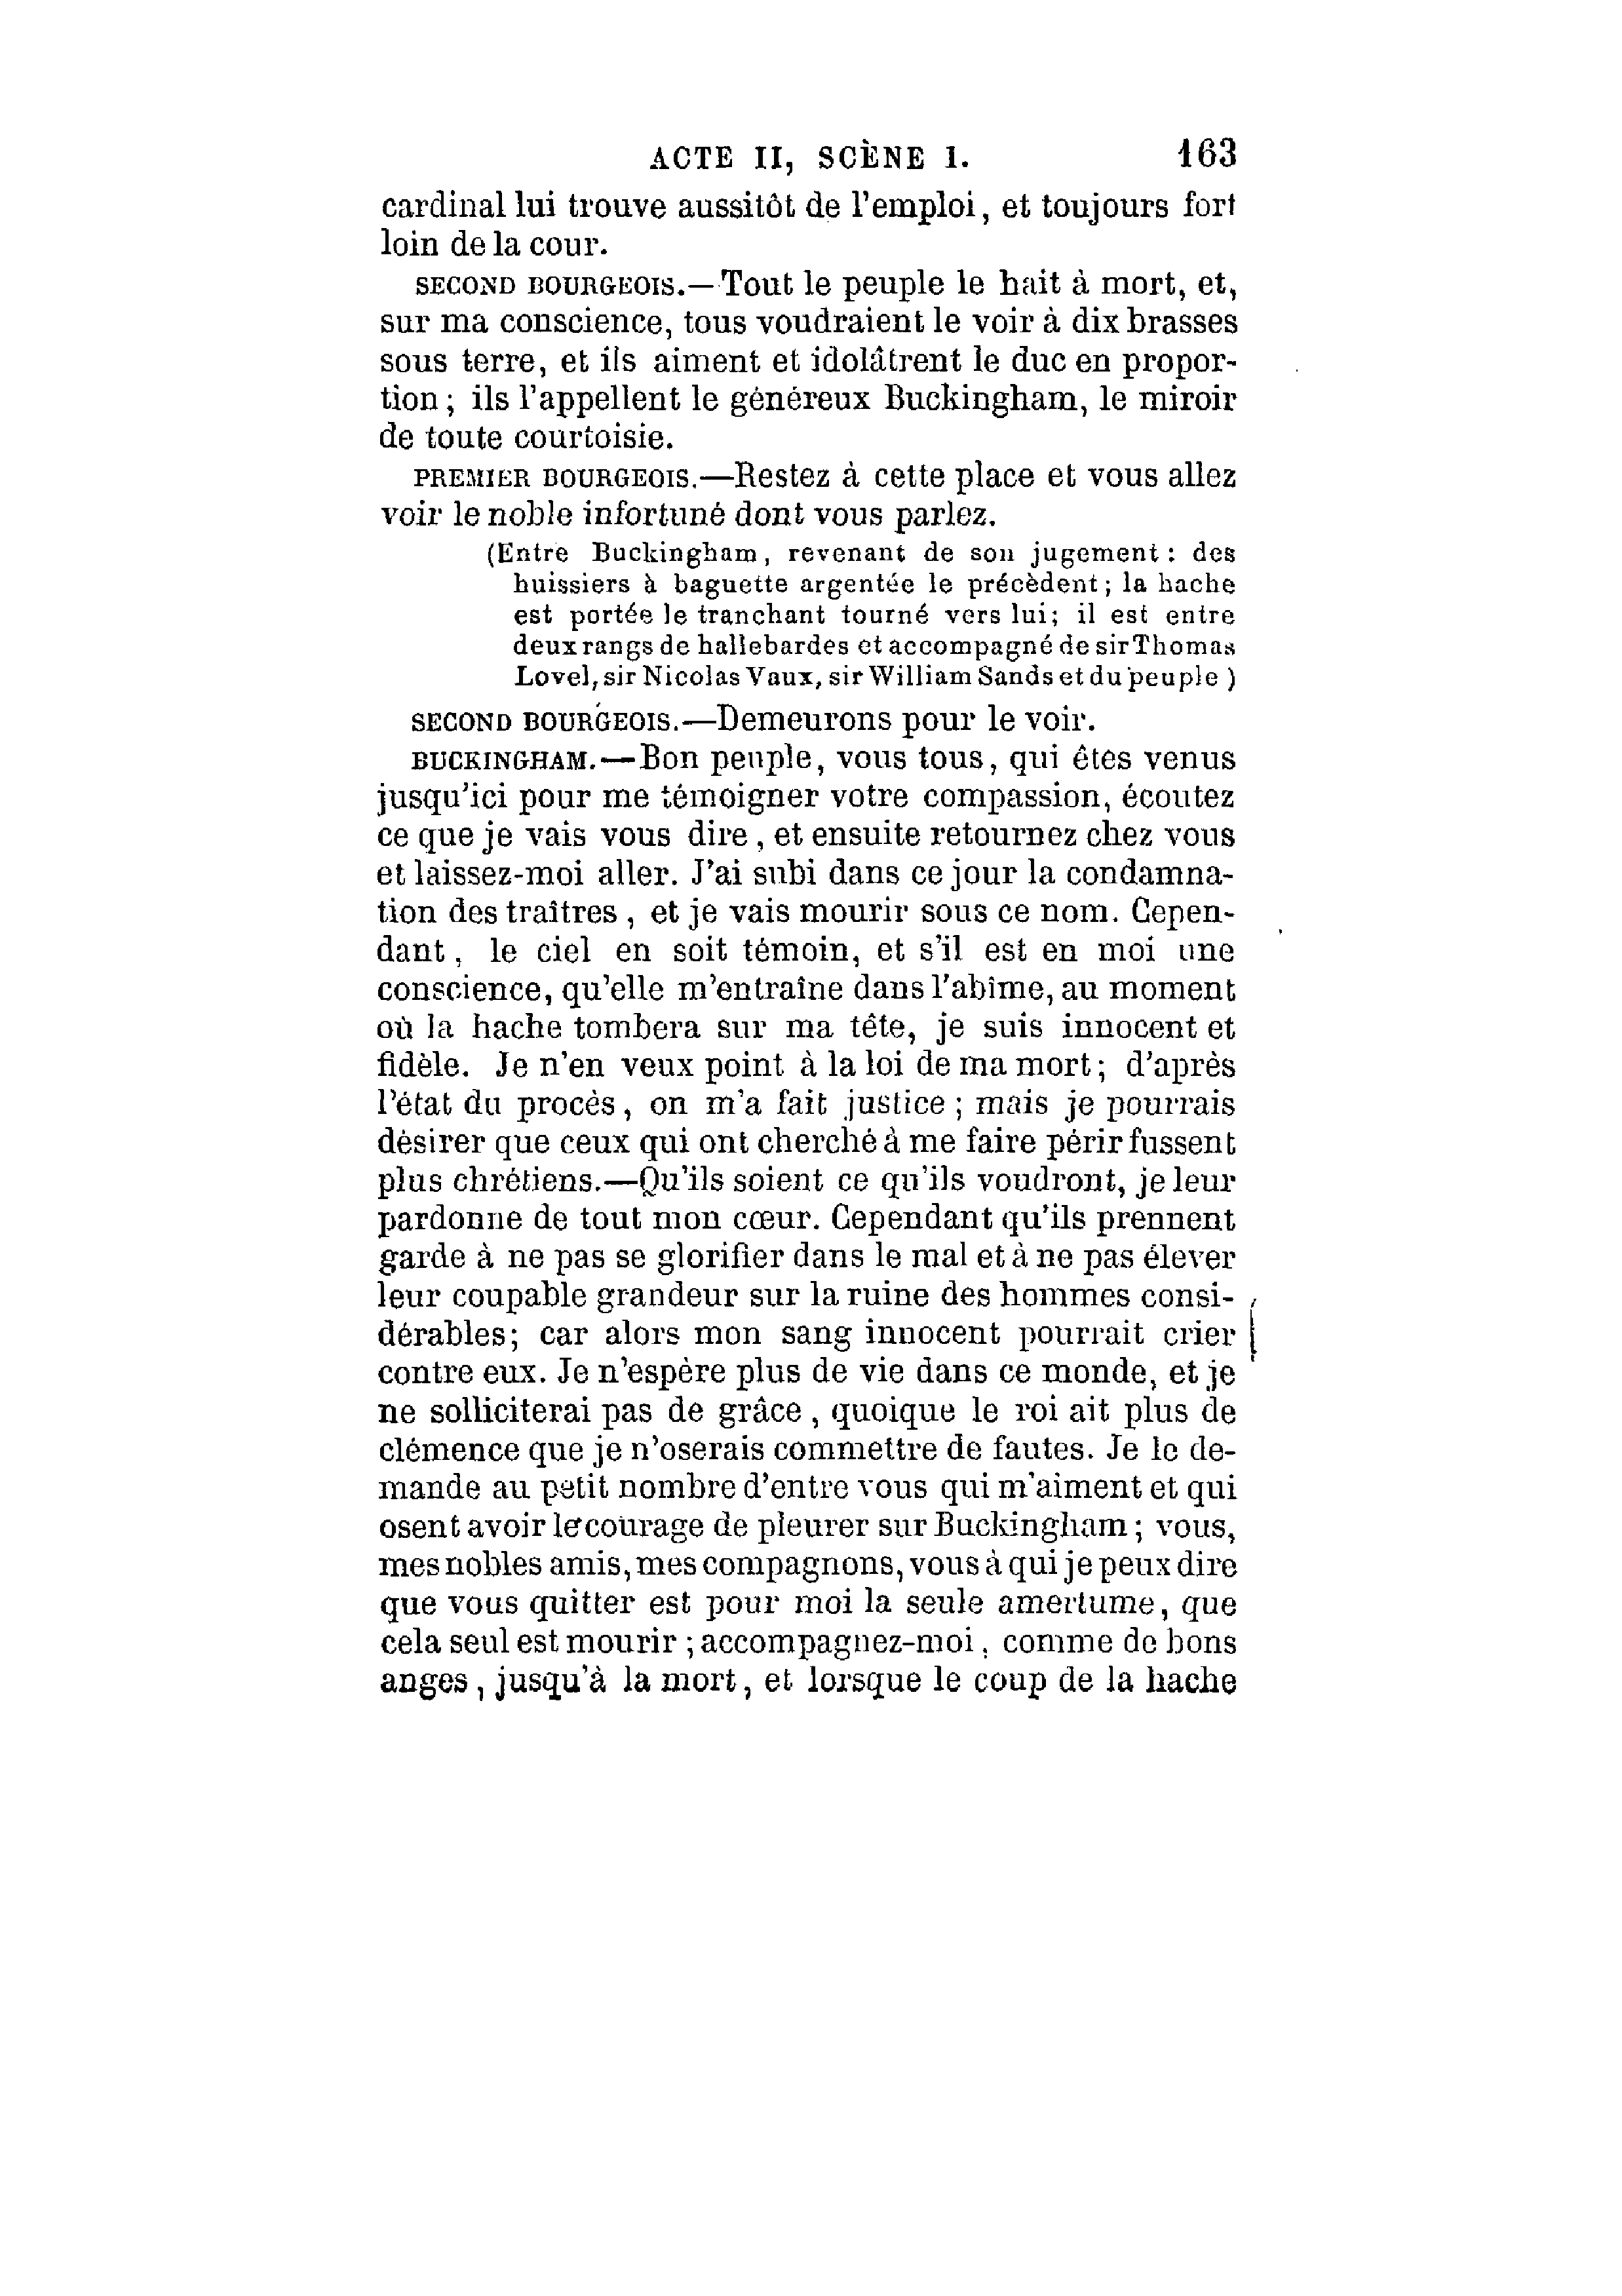 ACTE II, SCÈNE I. 163
cardinal lui trouve aussitôt de l'emploi, et toujours fort
loin de la cour.
SECOND BOURGEOIS.—Tout le peuple le hait à mort, et,
sur ma conscience, tous voudraient le voir à dix brasses
sous terre, et ils aiment et idolâtrent le duc en propor-
tion ; ils l'appellent le généreux Buckingham, le miroir
de toute courtoisie.
PREMIER BOURGEOIS.—Restez à cette place et vous allez
voir le noble infortuné dont vous parlez.
(Entre Buckingham, revenant de son jugement : des
huissiers à baguette argentée le précèdent ; la hache
est portée le tranchant tourné vers lui; il est entre
deux rangs de hallebardes et accompagné de sir Thomas
Lovel, sir Nicolas Vaux, sir William Sands et du peuple )
SECOND BOURGEOIS.—Demeurons pour le voir.
BUCKINGHAM.—Bon peuple, vous tous, qui êtes venus
jusqu'ici pour me témoigner votre compassion, écoutez
ce que je vais vous dire, et ensuite retournez chez vous
et laissez-moi aller. J'ai subi dans ce jour la condamna-
tion des traîtres, et je vais mourir sous ce nom. Cepen-
dant, le ciel en soit témoin, et s'il est en moi une
conscience, qu'elle m'entraîne dans l'abîme, au moment
où la hache tombera sur ma tête, je suis innocent et
fidèle. Je n'en veux point à la loi de ma mort ; d'après
l'état du procès, on m'a fait justice ; mais je pourrais
désirer que ceux qui ont cherché à me faire périr fussent
plus chrétiens.—Qu'ils soient ce qu'ils voudront, je leur
pardonne de tout mon cœur. Cependant qu'ils prennent
garde à ne pas se glorifier dans le mal et à ne pas élever
leur coupable grandeur sur la ruine des hommes consi-
dérables; car alors mon sang innocent pourrait crier
contre eux. Je n'espère plus de vie dans ce monde, et je
ne solliciterai pas de grâce, quoique le roi ait plus de
clémence que je n'oserais commettre de fautes. Je le de-
mande au petit nombre d'entre vous qui m'aiment et qui
osent avoir le courage de pleurer sur Buckingham ; vous,
mes nobles amis, mes compagnons, vous à qui je peux dire
que vous quitter est pour moi la seule amertume, que
cela seul est mourir ; accompagnez-moi, comme de bons
anges, jusqu'à la mort, et lorsque le coup de la hache